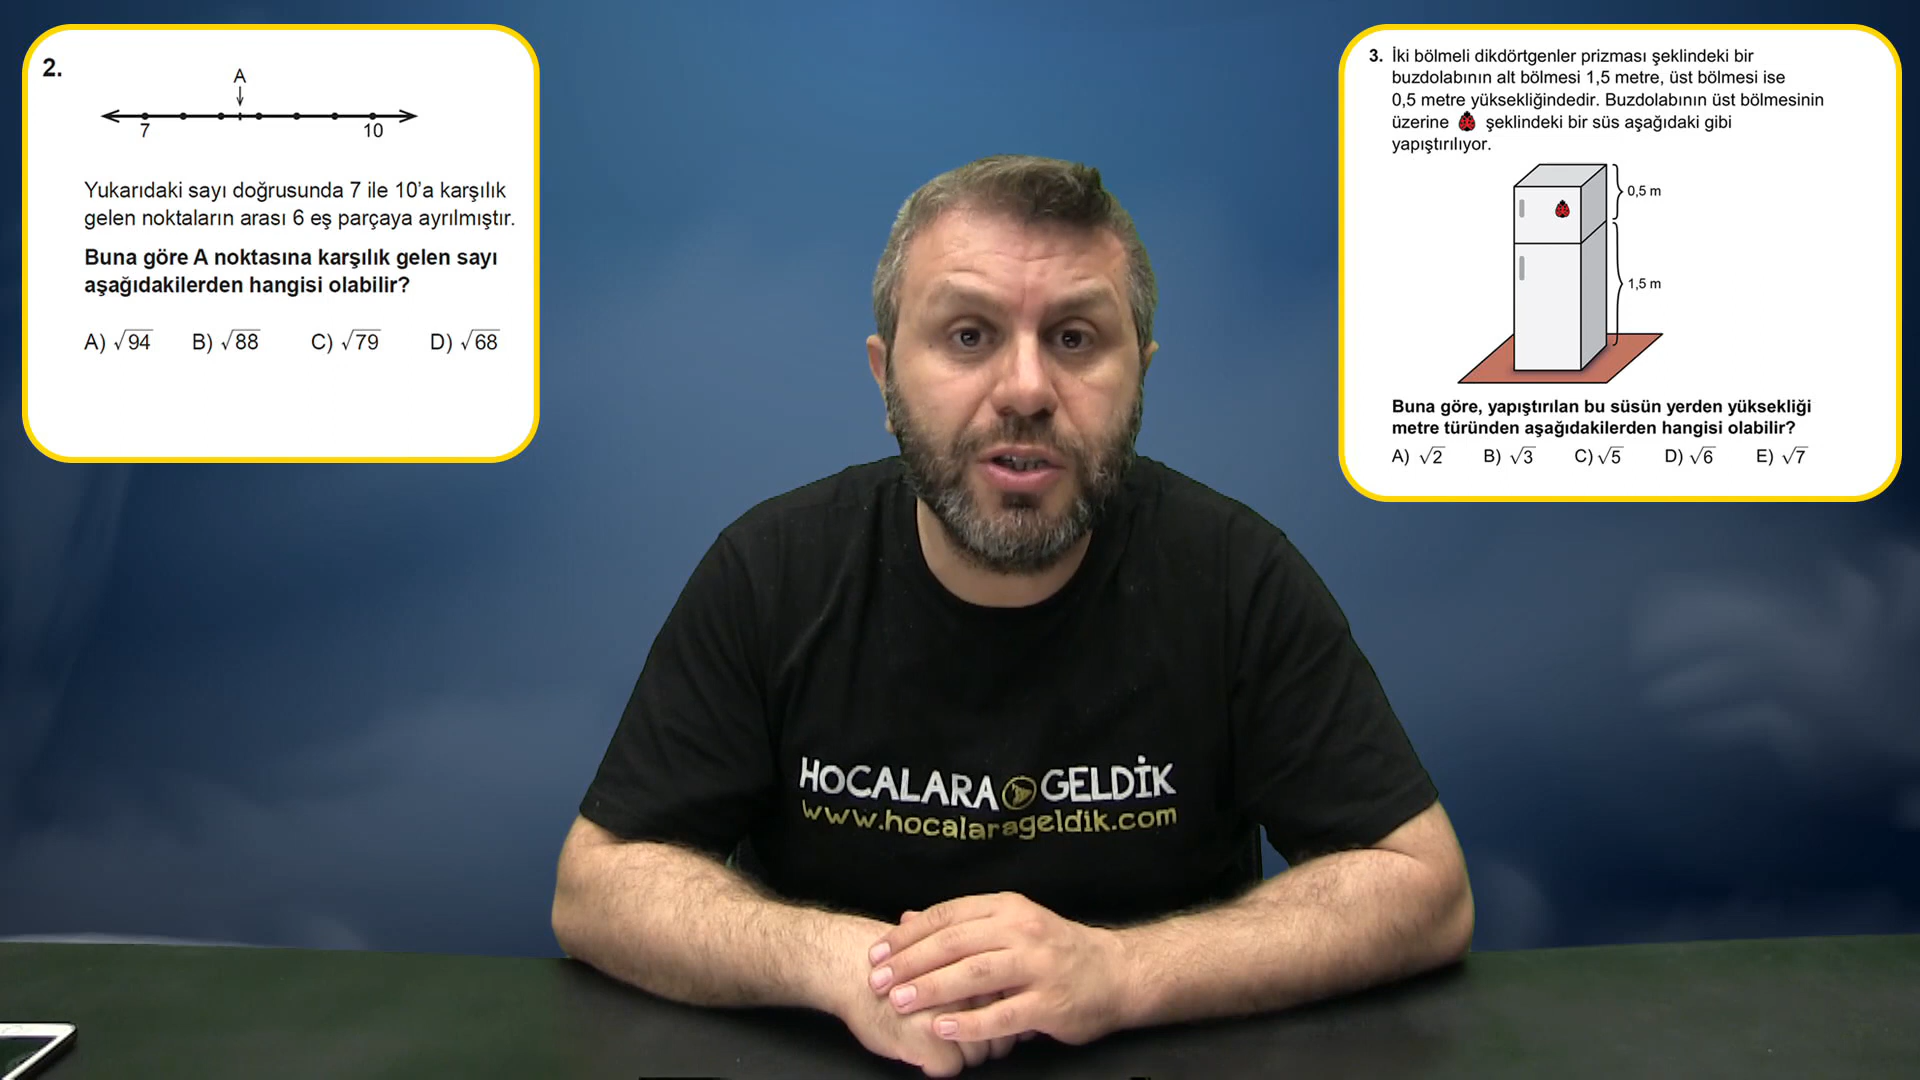 2.
A
7 10
Yukarıdaki sayı doğrusunda 7 ile 10’a karşılık
gelen noktaların arası 6 eş parçaya ayrılmıştır.
Buna göre A noktasına karşılık gelen sayı
aşağıdakilerden hangisi olabilir?
A) √94 B) √88 C) √79 D) √68
3. İki bölmeli dikdörtgenler prizması şeklindeki bir
buzdolabının alt bölmesi 1,5 metre, üst bölmesi ise
0,5 metre yüksekliğindedir. Buzdolabının üst bölmesinin
üzerine şeklindeki bir süs aşağıdaki gibi
yapıştırılıyor.
0,5 m
1,5 m
Buna göre, yapıştırılan bu süsün yerden yüksekliği
metre türünden aşağıdakilerden hangisi olabilir?
A) √2 B) √3 C) √5 D) √6 E) √7
HOCALARA GELDİK
www.hocalarageldik.com